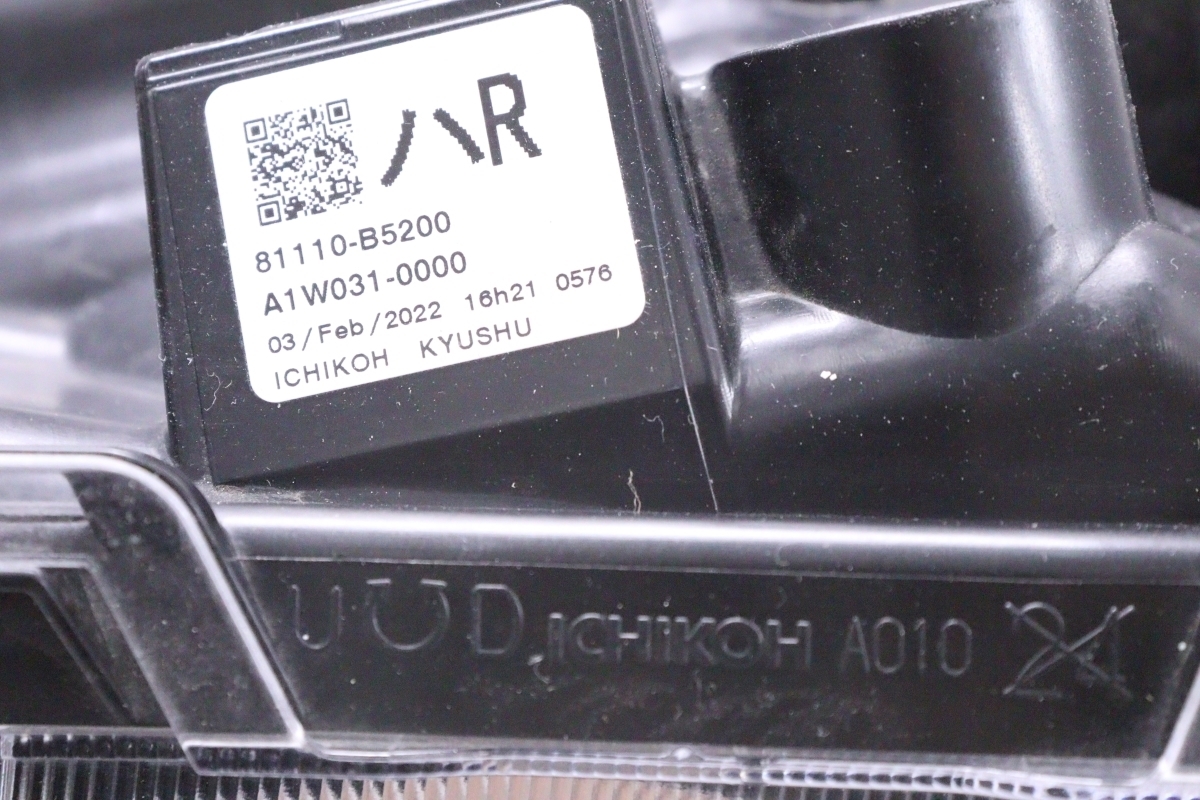 ハR
81110-B5200
A1W031-0000
03/Feb/2022 16h21 0576
ICHIKOH KYUSHU
ICHIKOH A010